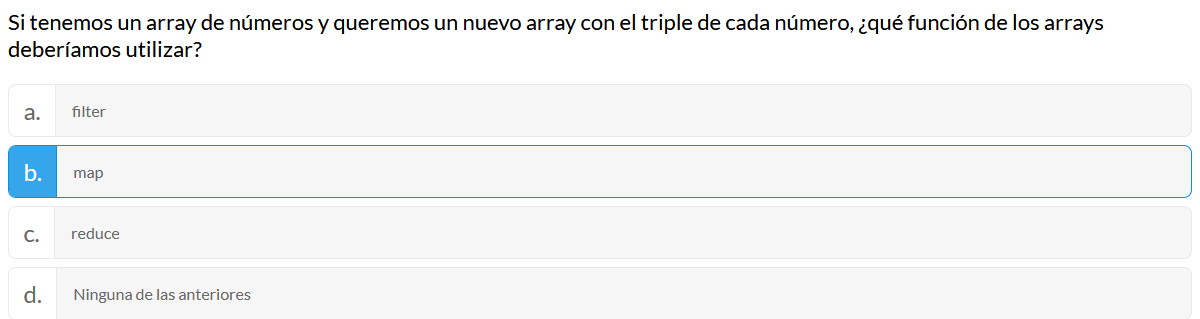 Si tenemos un array de números y queremos un nuevo array con el triple de cada número, ¿qué función de los arrays
deberíamos utilizar?
a. filter
b. map
c. reduce
d. Ninguna de las anteriores